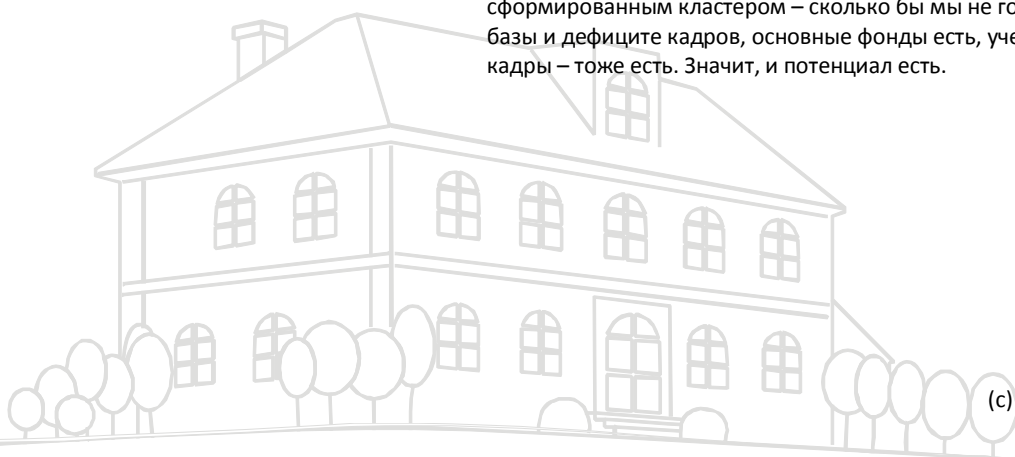 сформированным кластером – сколько бы мы не го
базы и дефиците кадров, основные фонды есть, уче
кадры – тоже есть. Значит, и потенциал есть.
(с)